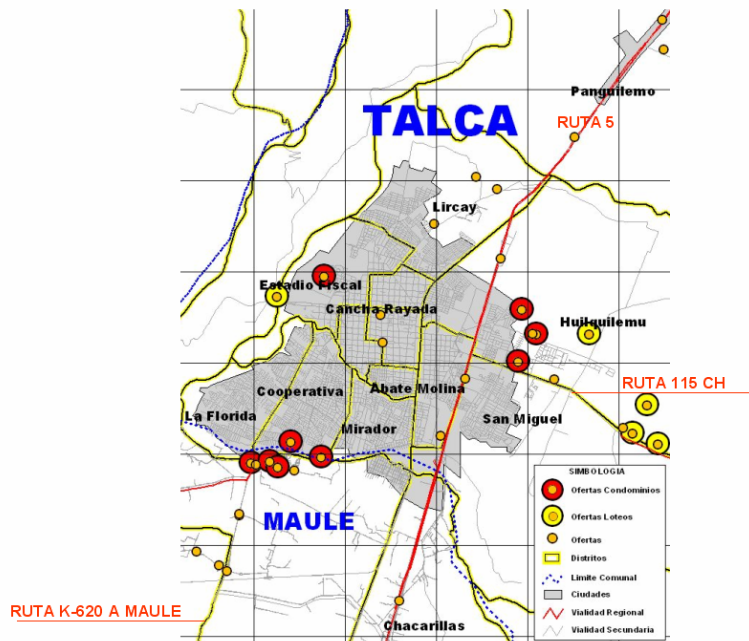 Panguilemo
TALCA
RUTA 5
Lircay
Estadio Fiscal
Cancha Rayada
Huilquilemu
RUTA 115 CH
Cooperativa
Abate Molina
La Florida
Mirador
San Miguel
MAULE
RUTA K-620 A MAULE
Chacarillas
SIMBOLOGIA
Ofertas Condominios
Ofertas Loteos
Ofertas
Distritos
Limite Comunal
Ciudades
Vialidad Regional
Vialidad Secundaria